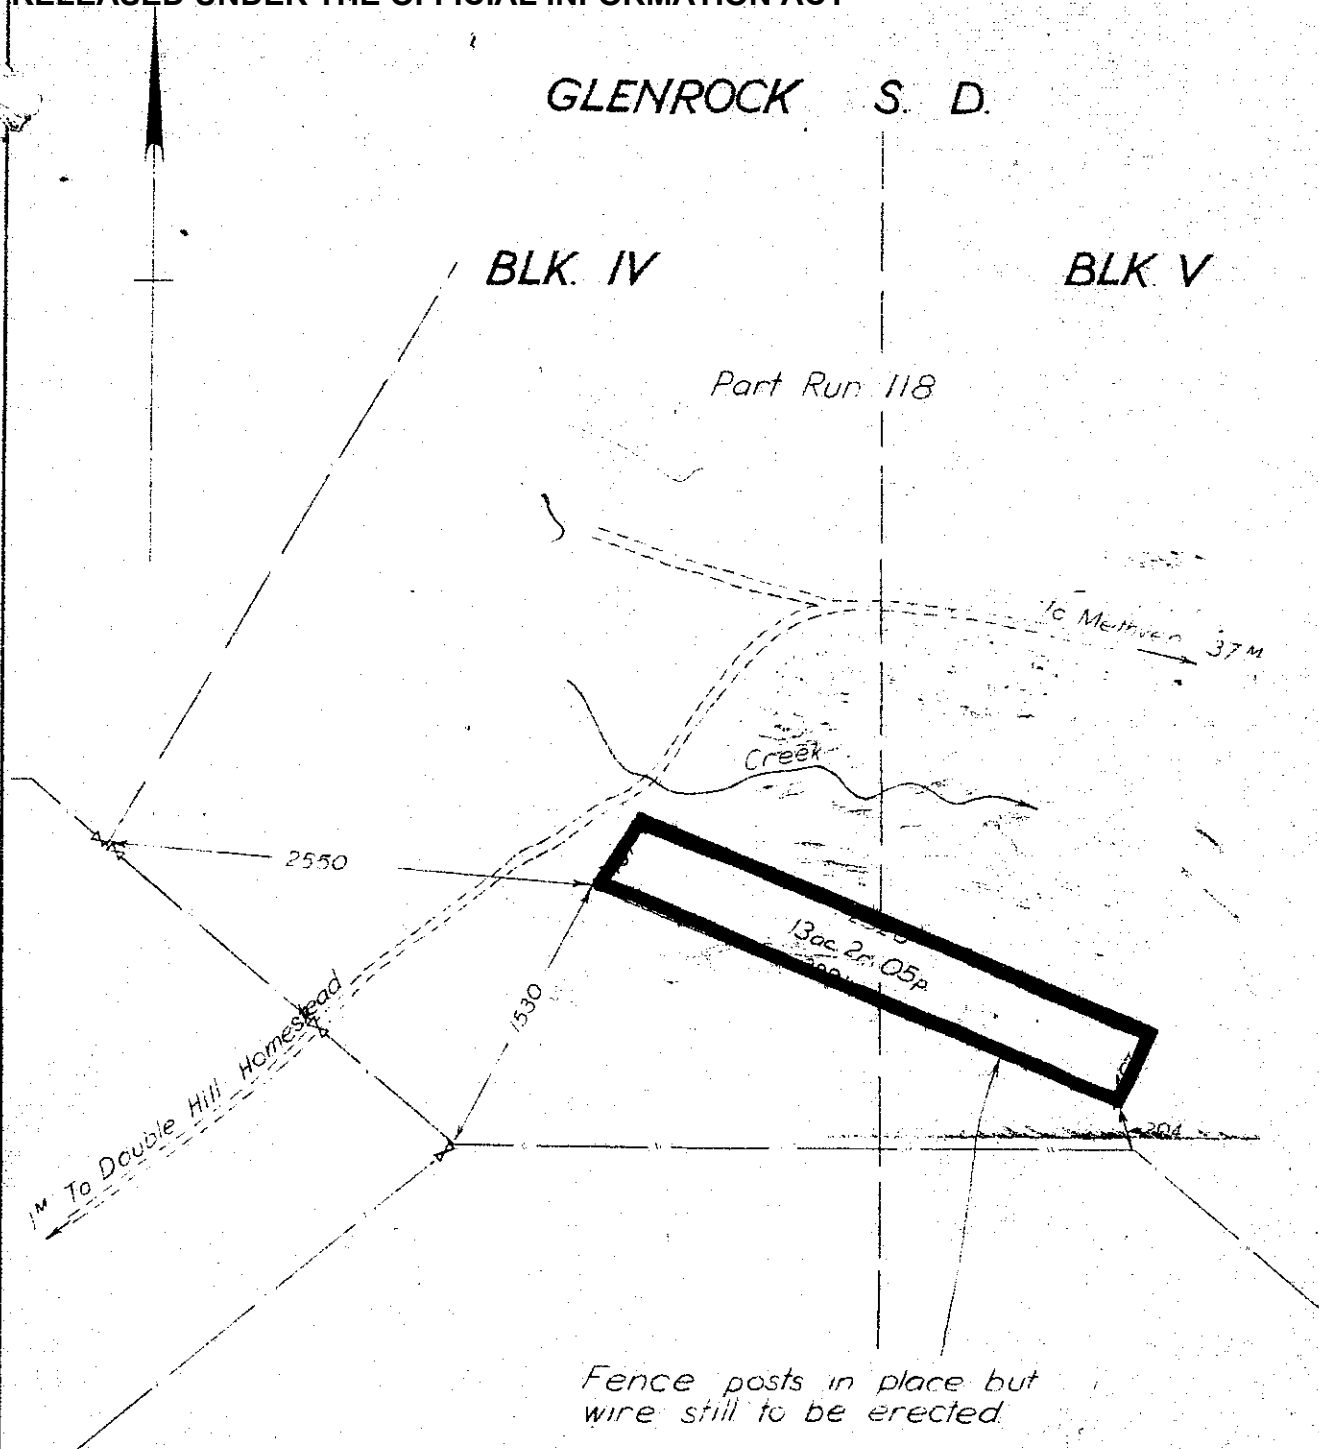 RELEASED UNDER THE OFFICIAL INFORMATION ACT
GLENROCK S. D.
BLK. IV
BLK V
Part Run 118
To Methven 37M
Creek
2550
13ac. 2r. 05p.
1530
1M To Double Hill Homestead
204
Fence posts in place but
wire still to be erected